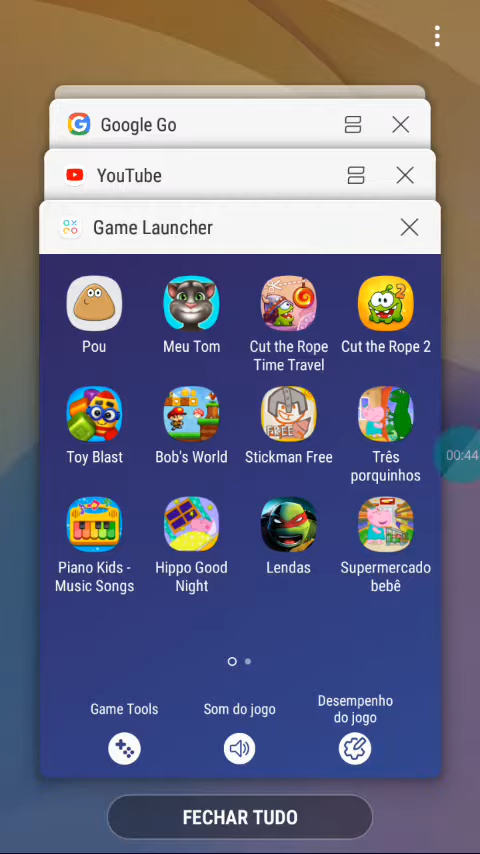 Google Go
YouTube
Game Launcher
Pou
Meu Tom
Cut the Rope
Time Travel
Cut the Rope 2
2
Toy Blast
Bob's World
FREE
Stickman Free
Três
porquinhos
00:44
Piano Kids -
Music Songs
Hippo Good
Night
Lendas
Supermercado
bebê
Game Tools
Som do jogo
Desempenho
do jogo
FECHAR TUDO